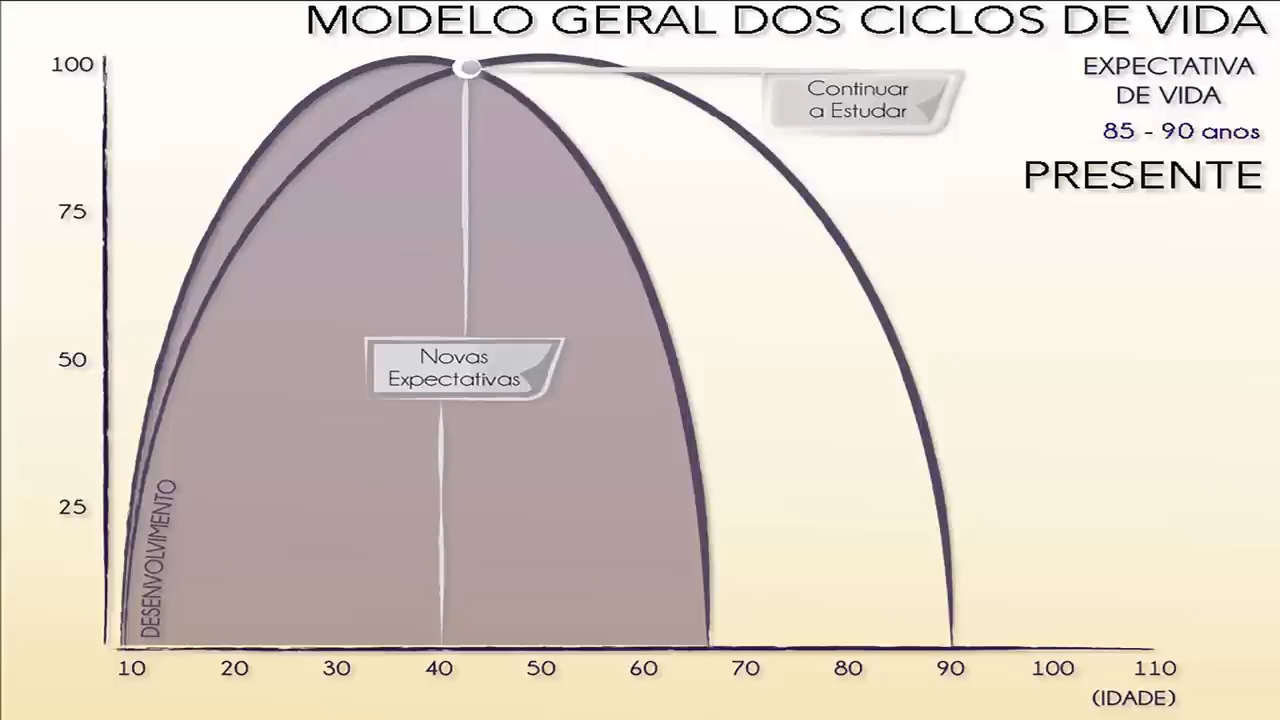 MODELO GERAL DOS CICLOS DE VIDA
EXPECTATIVA
DE VIDA
85 - 90 anos
PRESENTE
Continuar
a Estudar
Novas
Expectativas
DESENVOLVIMENTO
100
75
50
25
10 20 30 40 50 60 70 80 90 100 110
(IDADE)